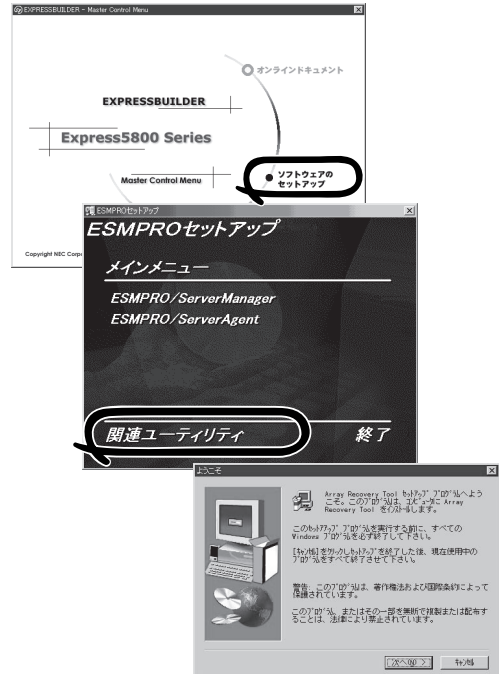 EXPRESSBUILDER - Master Control Menu
オンラインドキュメント
EXPRESSBUILDER
Express5800 Series
Master Control Menu
ソフトウェアの
セットアップ
Copyright NEC Corp
ESMPROセットアップ
ESMPROセットアップ
メインメニュー
ESMPRO/ServerManager
ESMPRO/ServerAgent
関連ユーティリティ
終了
ようこそ
Array Recovery Tool ｾｯﾄｱｯﾌﾟ ﾌﾟﾛｸﾞﾗﾑへよう
こそ。このﾌﾟﾛｸﾞﾗﾑは、ｺﾝﾋﾟｭｰﾀに Array
Recovery Tool をｲﾝｽﾄｰﾙします。
このｾｯﾄｱｯﾌﾟ ﾌﾟﾛｸﾞﾗﾑを実行する前に、すべての
Windows ﾌﾟﾛｸﾞﾗﾑを必ず終了して下さい。
[ｷｬﾝｾﾙ]をｸﾘｯｸしｾｯﾄｱｯﾌﾟを終了した後、現在使用中の
ﾌﾟﾛｸﾞﾗﾑをすべて終了させて下さい。
警告: このﾌﾟﾛｸﾞﾗﾑは、著作権法および国際条約によって
保護されています。
このﾌﾟﾛｸﾞﾗﾑ、またはその一部を無断で複製または配布す
ることは、法律により禁止されています。
次へ(N) >
ｷｬﾝｾﾙ